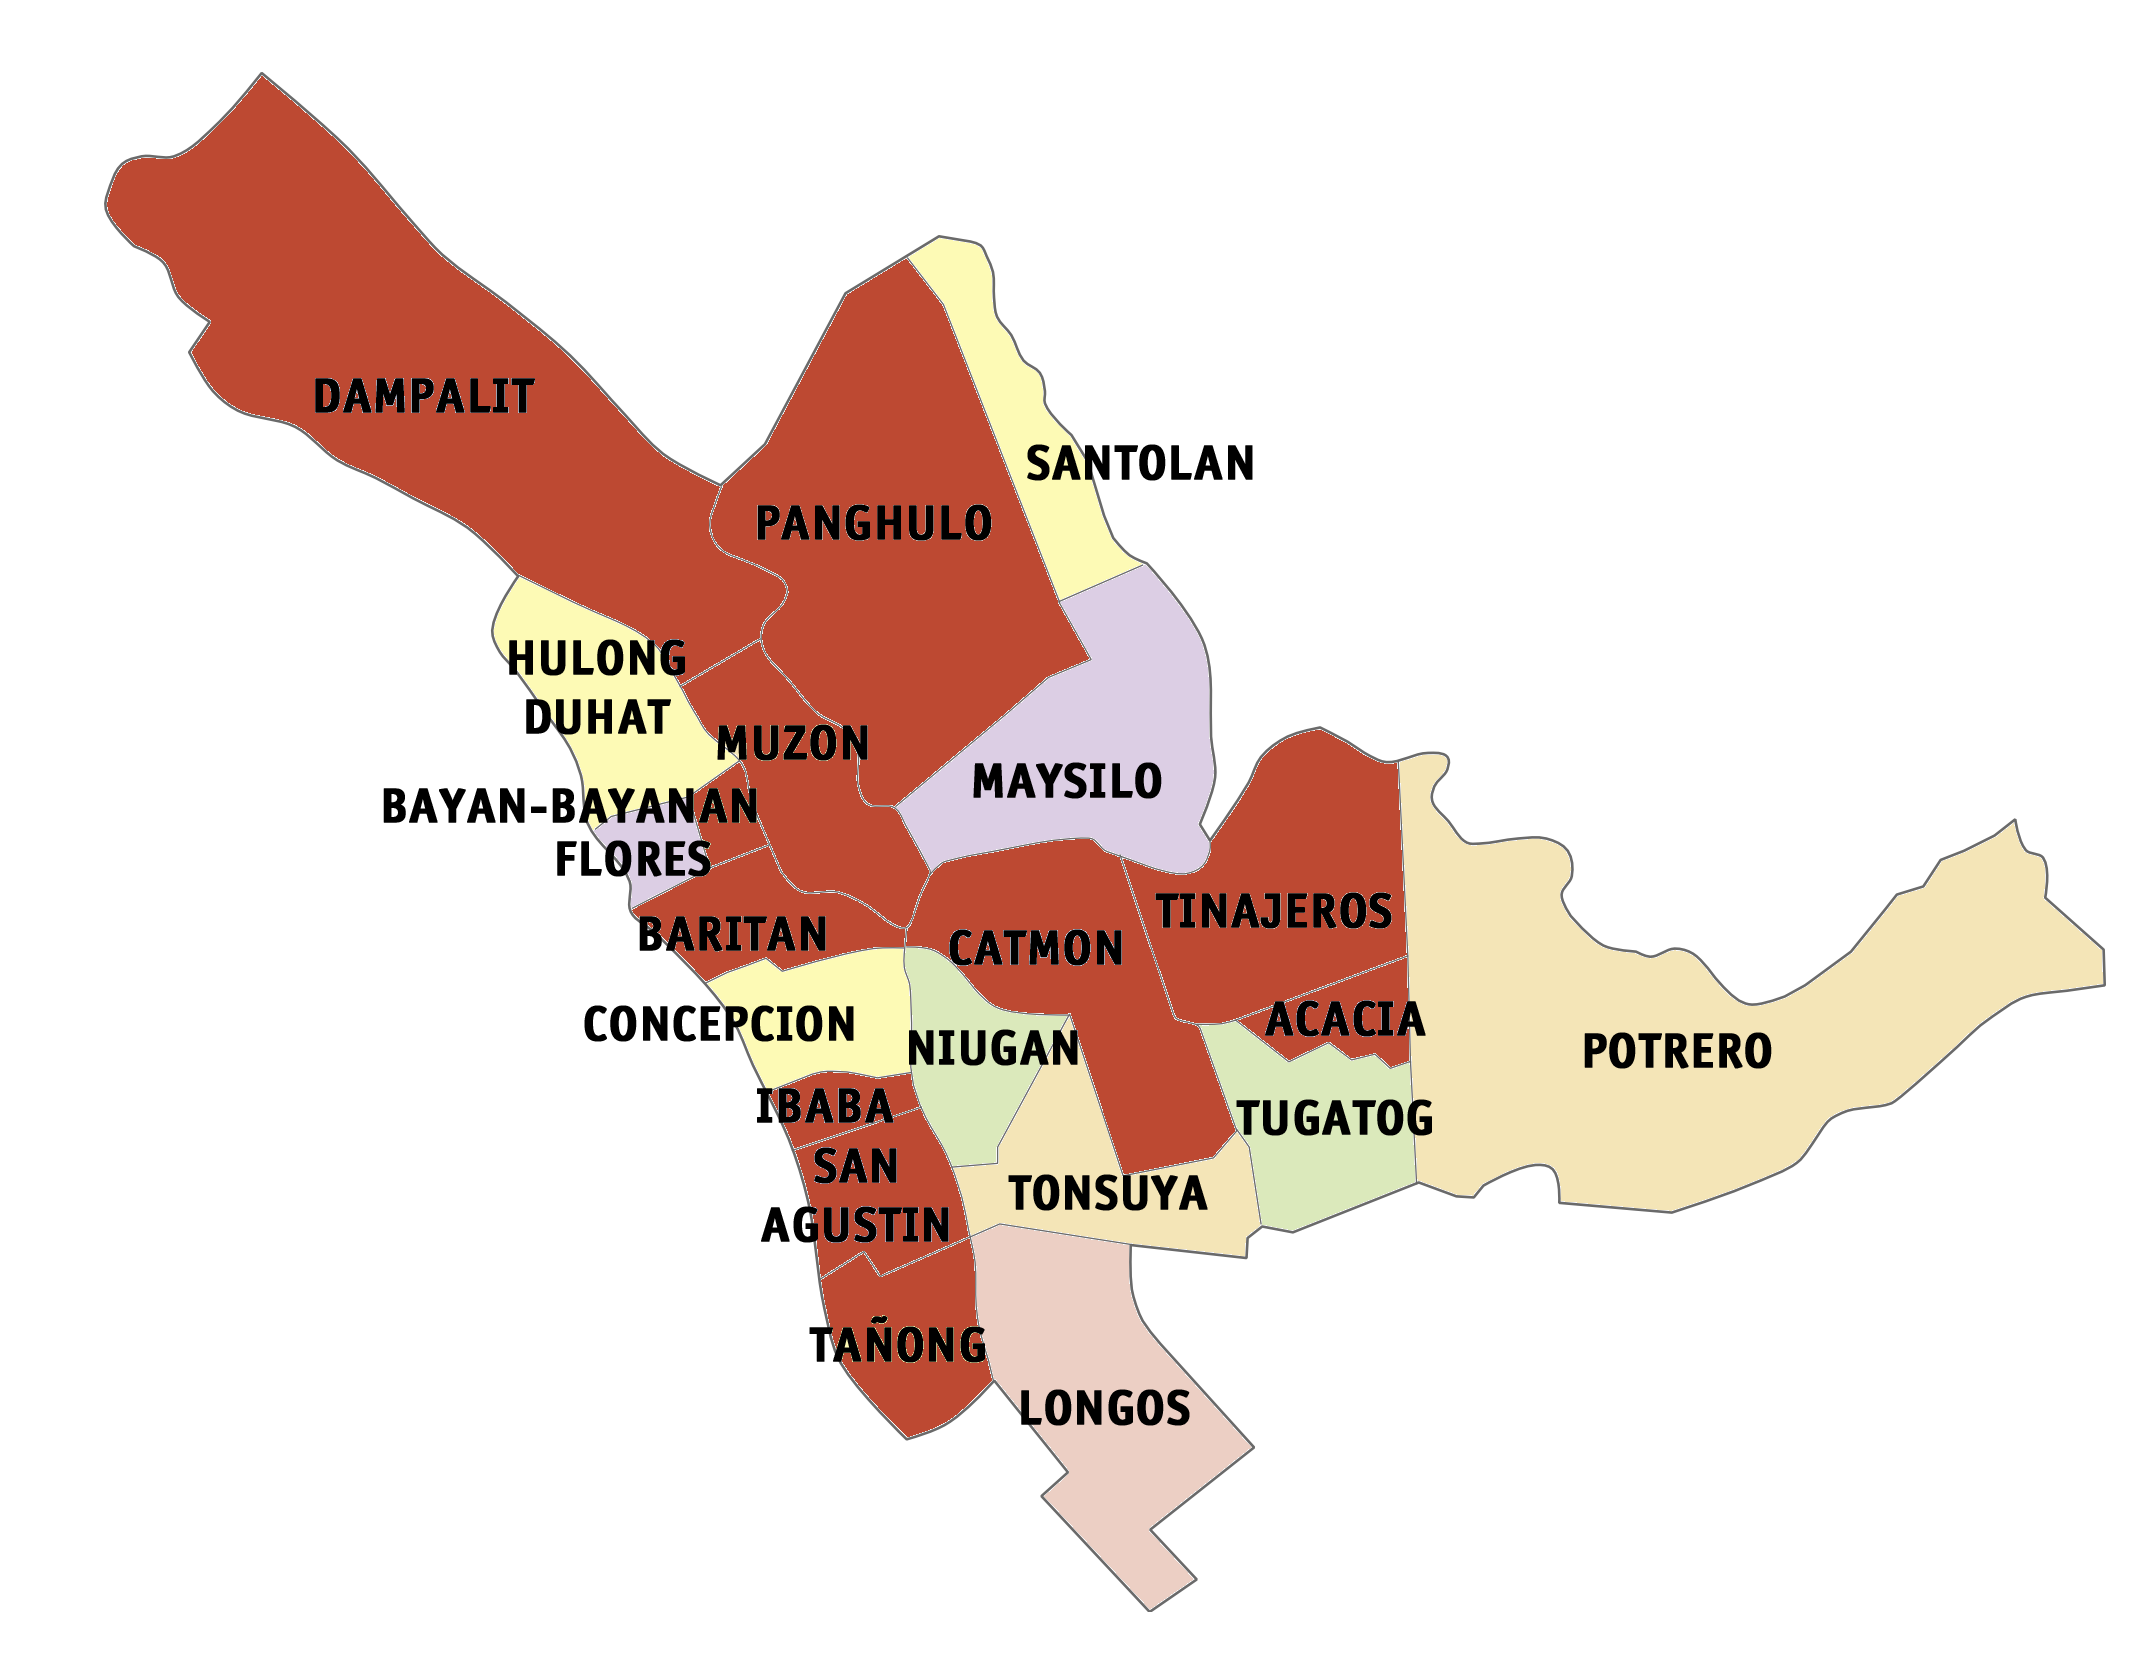 DAMPALIT
SANTOLAN
PANGHULO
HULONG
DUHAT
MUZON
MAYSILO
BAYAN-BAYANAN
FLORES
TINAJEROS
BARITAN
CATMON
ACACIA
CONCEPCION
NIUGAN
POTRERO
IBABA
TUGATOG
SAN
AGUSTIN
TONSUYA
TAÑONG
LONGOS